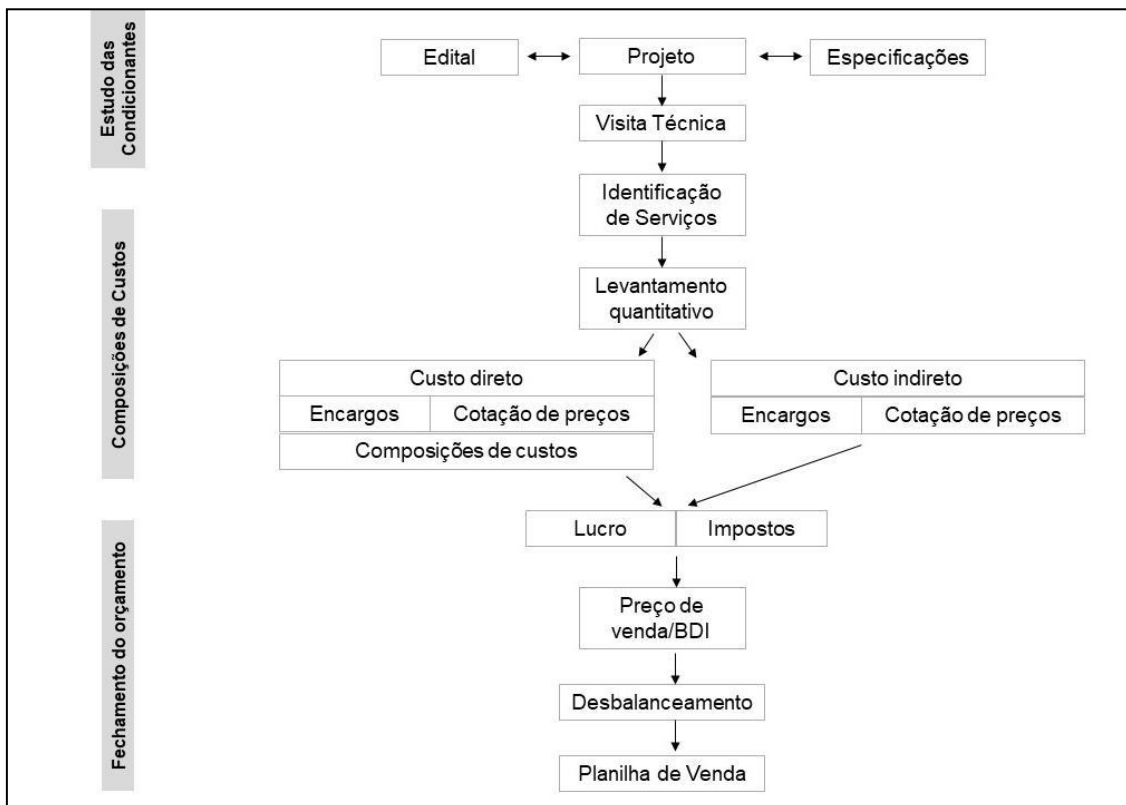 Estudo das
Condicionantes
Edital
Projeto
Especificações
Visita Técnica
Identificação
de Serviços
Composições de Custos
Levantamento
quantitativo
Custo direto
Encargos
Cotação de preços
Composições de custos
Custo indireto
Encargos
Cotação de preços
Fechamento do orçamento
Lucro
Impostos
Preço de
venda/BDI
Desbalanceamento
Planilha de Venda